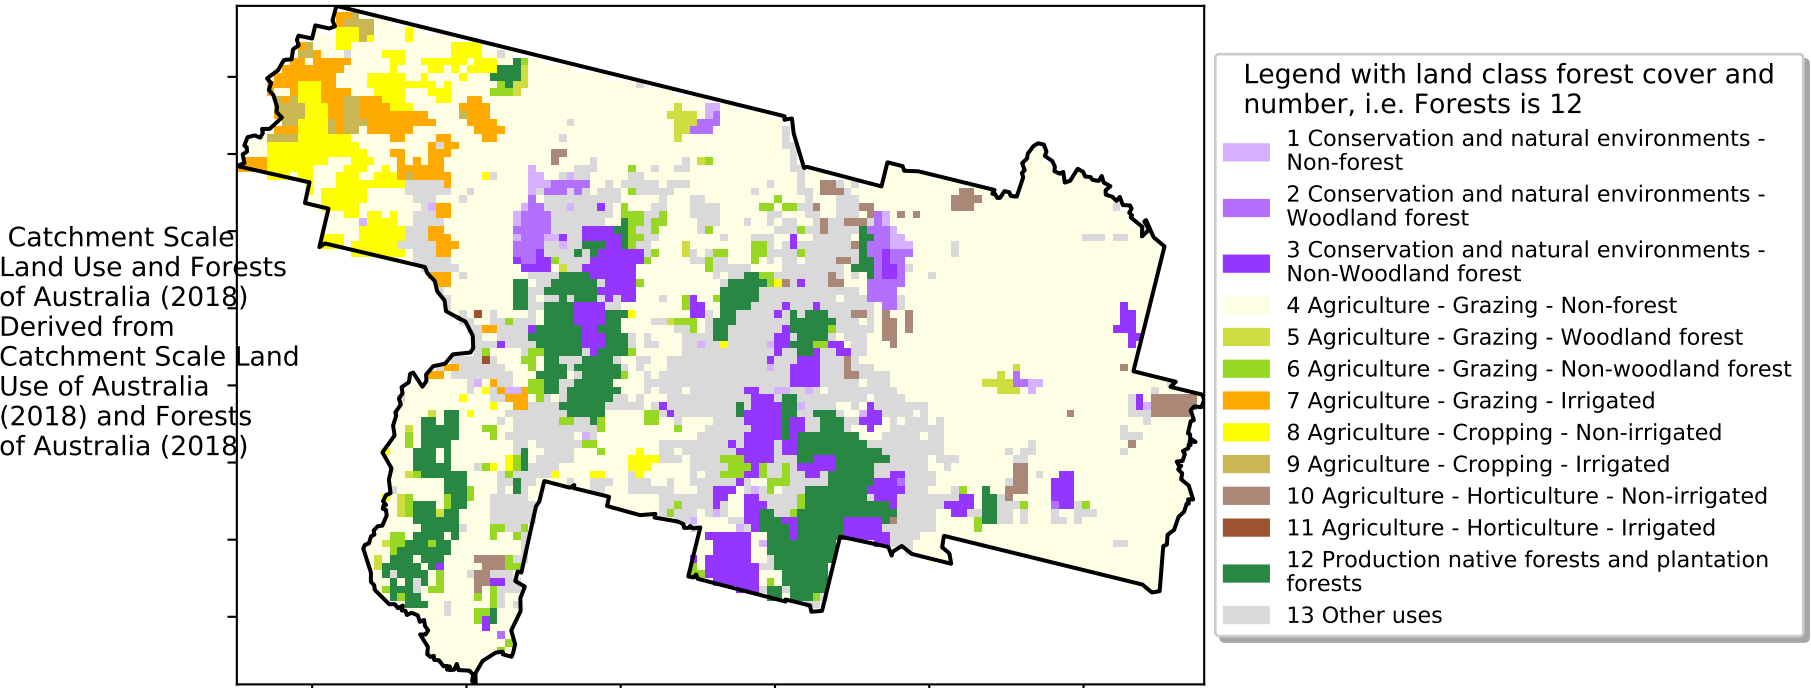 Catchment Scale
Land Use and Forests
of Australia (2018)
Derived from
Catchment Scale Land
Use of Australia
(2018) and Forests
of Australia (2018)
Legend with land class forest cover and
number, i.e. Forests is 12
1 Conservation and natural environments -
Non-forest
2 Conservation and natural environments -
Woodland forest
3 Conservation and natural environments -
Non-Woodland forest
4 Agriculture - Grazing - Non-forest
5 Agriculture - Grazing - Woodland forest
6 Agriculture - Grazing - Non-woodland forest
7 Agriculture - Grazing - Irrigated
8 Agriculture - Cropping - Non-irrigated
9 Agriculture - Cropping - Irrigated
10 Agriculture - Horticulture - Non-irrigated
11 Agriculture - Horticulture - Irrigated
12 Production native forests and plantation
forests
13 Other uses